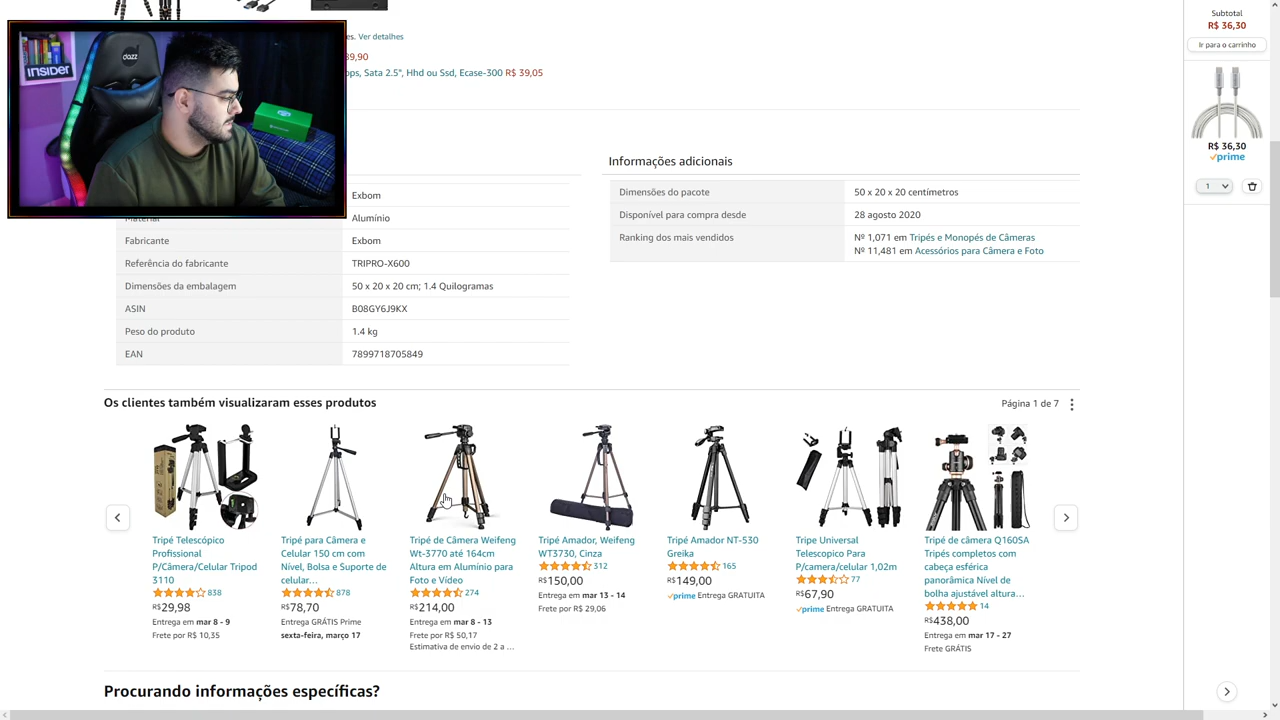 Subtotal
R$ 36,30
Ir para o carrinho
R$ 36,30
prime
1
dazz
INSIDER
es. Ver detalhes
39,90
ops, Sata 2.5", Hhd ou Ssd, Ecase-300 R$ 39,05
Exbom
Material Alumínio
Fabricante Exbom
Referência do fabricante TRIPRO-X600
Dimensões da embalagem 50 x 20 x 20 cm; 1.4 Quilogramas
ASIN B08GY6J9KX
Peso do produto 1.4 kg
EAN 7899718705849
Informações adicionais
Dimensões do pacote 50 x 20 x 20 centímetros
Disponível para compra desde 28 agosto 2020
Ranking dos mais vendidos Nº 1,071 em Tripés e Monopés de Câmeras
Nº 11,481 em Acessórios para Câmera e Foto
Os clientes também visualizaram esses produtos
Página 1 de 7
Tripé Telescópio
Profissional
P/Câmera/Celular Tripod
3110
838
R$29,98
Entrega em mar 8 - 9
Frete por R$ 10,35
Tripé para Câmera e
Celular 150 cm com
Nível, Bolsa e Suporte de
celular…
878
R$78,70
Entrega GRÁTIS Prime
sexta-feira, março 17
Tripé de Câmera Weifeng
Wt-3770 até 164cm
Altura em Alumínio para
Foto e Vídeo
274
R$214,00
Entrega em mar 8 - 13
Frete por R$ 50,17
Estimativa de envio de 2 a …
Tripé Amador, Weifeng
WT3730, Cinza
312
R$150,00
Entrega em mar 13 - 14
Frete por R$ 29,06
Tripé Amador NT-530
Greika
165
R$149,00
prime Entrega GRATUITA
Tripe Universal
Telescopico Para
P/camera/celular 1,02m
77
R$67,90
prime Entrega GRATUITA
Tripé de câmera Q160SA
Tripés completos com
cabeça esférica
panorâmica Nível de
bolha ajustável altura…
14
R$438,00
Entrega em mar 17 - 27
Frete GRÁTIS
Procurando informações específicas?